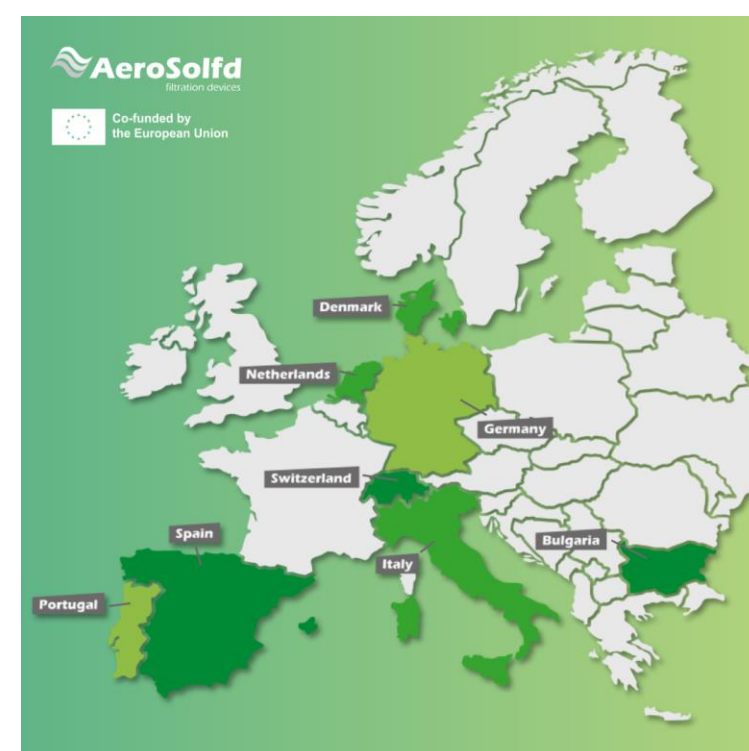 AeroSolfd
filtration devices
Co-funded by
the European Union
Denmark
Netherlands
Germany
Switzerland
Spain
Bulgaria
Italy
Portugal